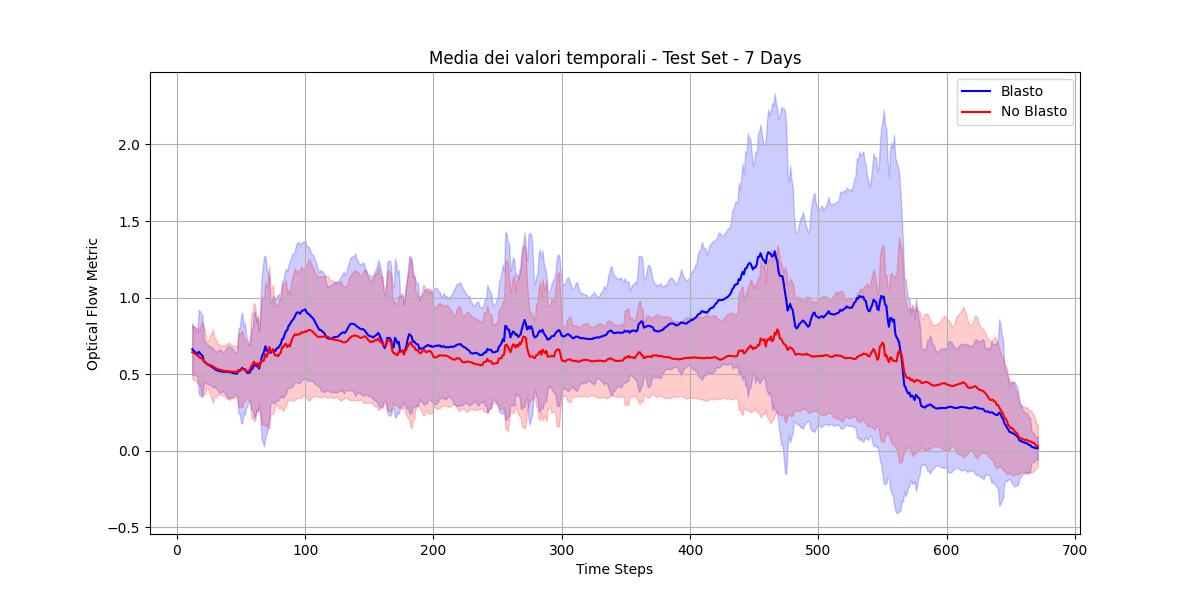 Media dei valori temporali - Test Set - 7 Days
Blasto
No Blasto
Optical Flow Metric
2.0
1.5
1.0
0.5
0.0
−0.5
0 100 200 300 400 500 600 700
Time Steps